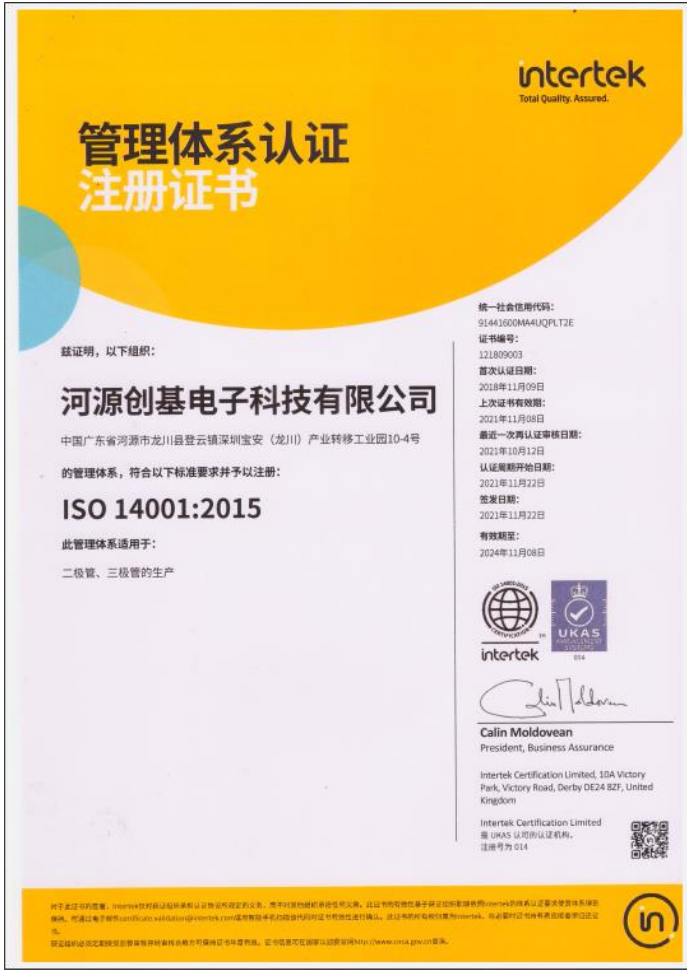 intertek
Total Quality. Assured.
管理体系认证
注册证书
兹证明，以下组织：
河源创基电子科技有限公司
中国广东省河源市龙川县登云镇深圳宝安（龙川）产业转移工业园10-4号
的管理体系，符合以下标准要求并予以注册：
ISO 14001:2015
此管理体系适用于：
二极管、三极管的生产
统一社会信用代码：
91441600MA4UQPLT2E
证书编号：
121809003
首次认证日期：
2018年11月09日
上次证书有效期：
2021年11月08日
最近一次再认证审核日期：
2021年10月12日
认证周期开始日期：
2021年11月22日
签发日期：
2021年11月22日
有效期至：
2024年11月08日
ISO 14001:2015
CERTIFICATION
TM
intertek
UKAS
MANAGEMENT
SYSTEMS
014
Calin Moldovean
Calin Moldovean
President, Business Assurance
Intertek Certification Limited, 10A Victory
Park, Victory Road, Derby DE24 8ZF, United
Kingdom
Intertek Certification Limited
是 UKAS 认可的认证机构。
注册号为 014
in